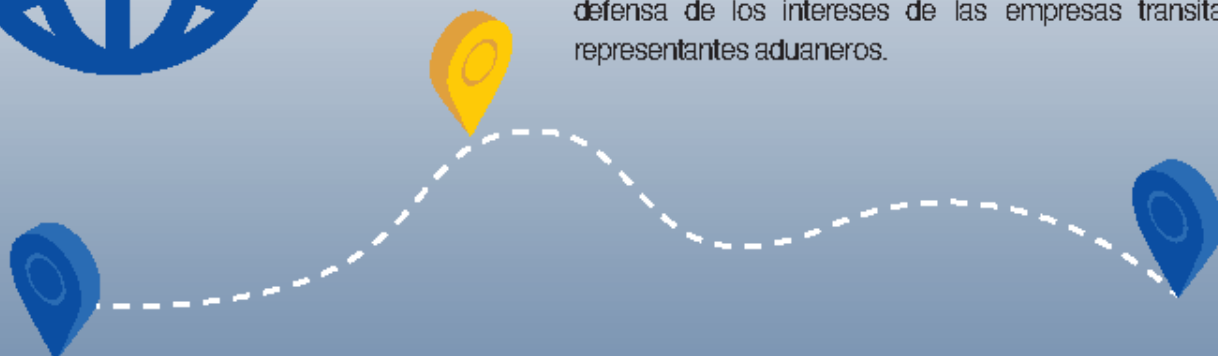 defensa de los intereses de las empresas
representantes aduaneros.